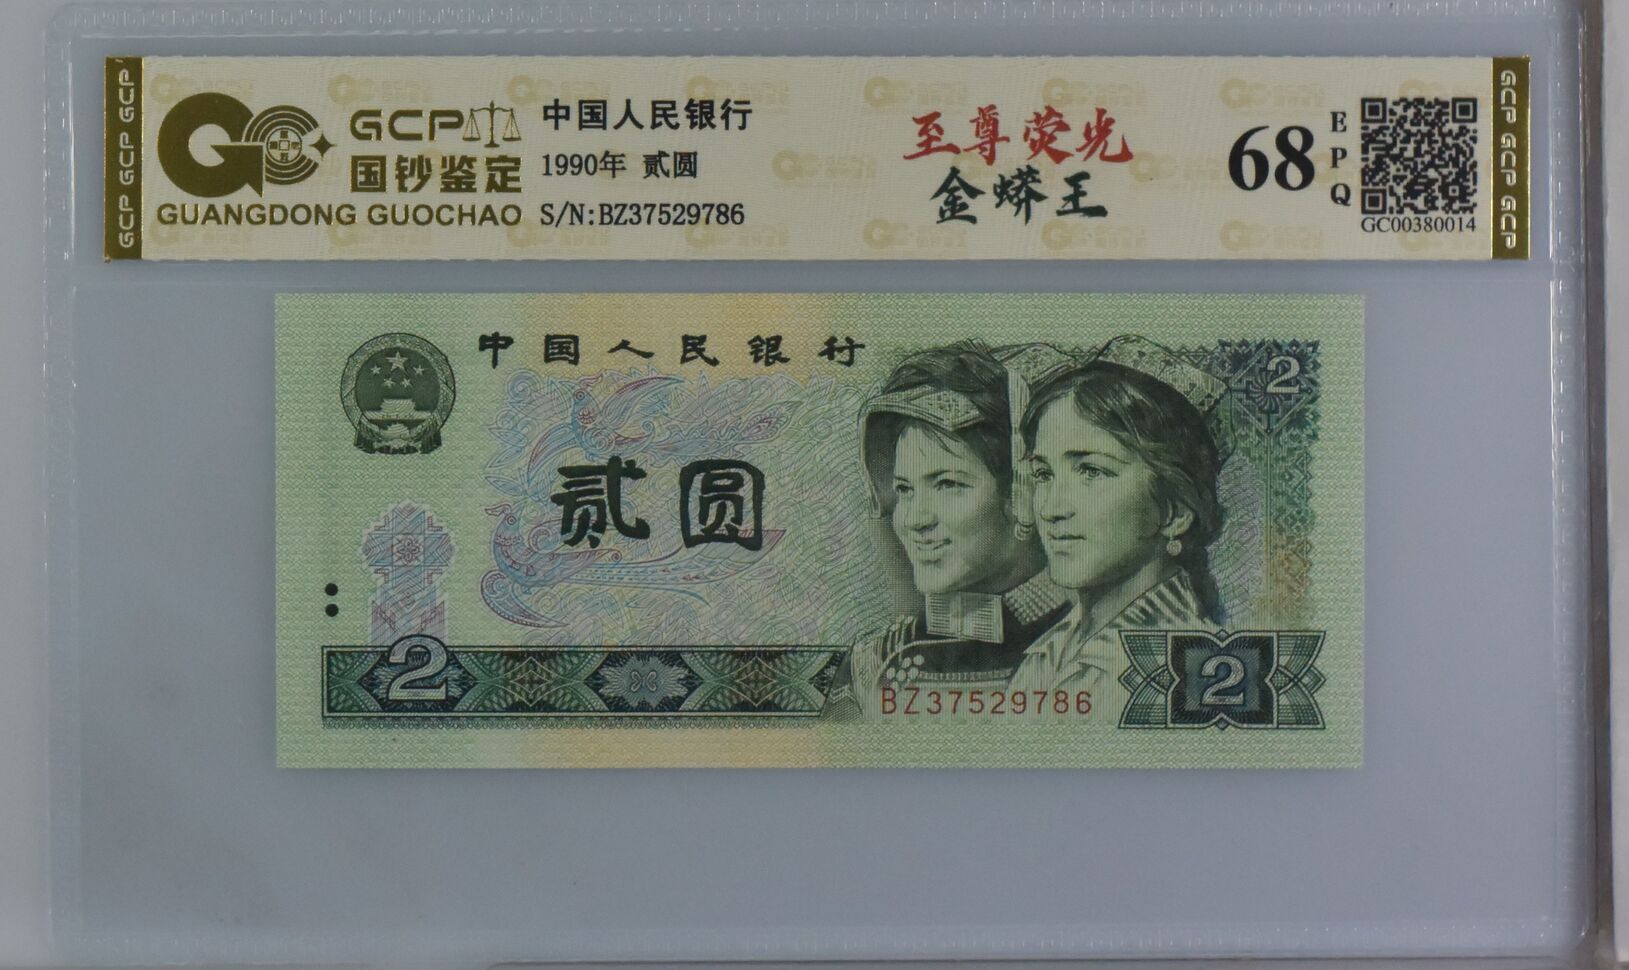 GCP GCP GCP
GCP
国钞鉴定
GUANGDONG GUOCHAO
中国人民银行
1990年 贰圆
S/N:BZ37529786
至尊荧光
金蟒王
68
EPQ
GC00380014
GCP GCP GCP
中国人民银行
2
贰圆
2
BZ37529786
2